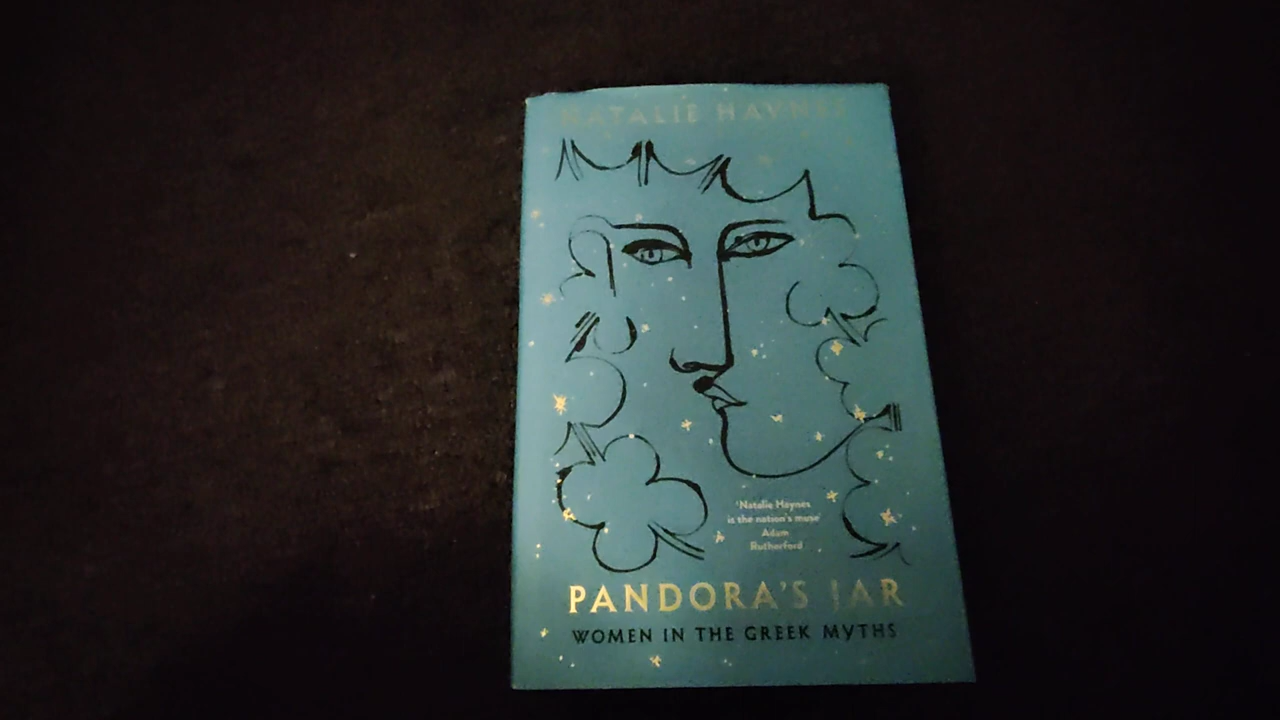 NATALIE HAYNES
'Natalie Haynes
is the nation's muse'
Adam
Rutherford
PANDORA'S JAR
WOMEN IN THE GREEK MYTHS